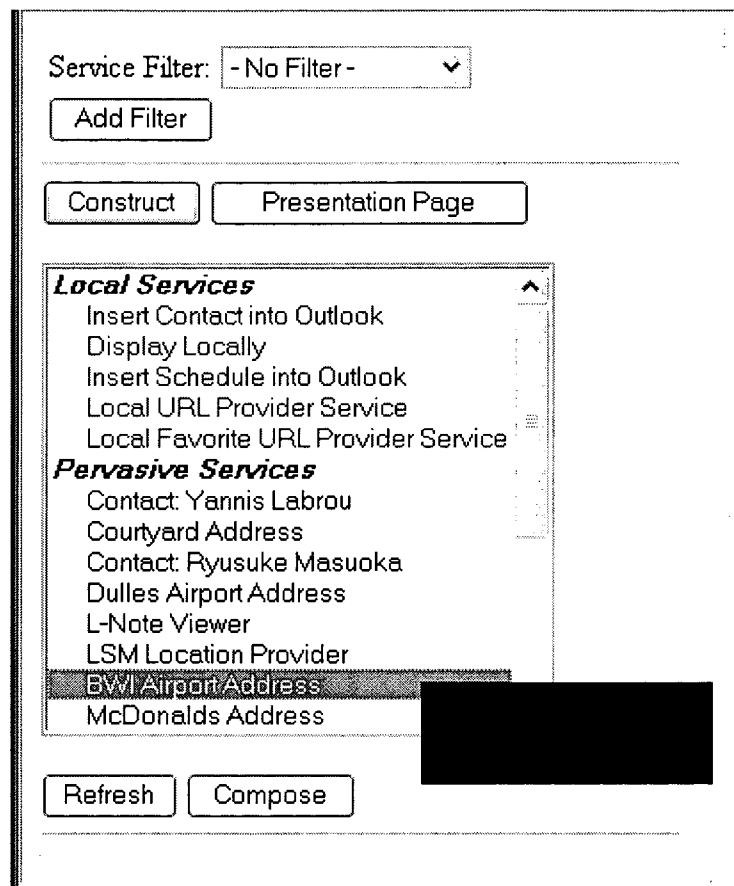 Service Filter: - No Filter -
Add Filter
Construct Presentation Page
Local Services
Insert Contact into Outlook
Display Locally
Insert Schedule into Outlook
Local URL Provider Service
Local Favorite URL Provider Service
Pervasive Services
Contact: Yannis Labrou
Courtyard Address
Contact: Ryusuke Masuoka
Dulles Airport Address
L-Note Viewer
LSM Location Provider
BWI Airport Address
McDonalds Address
Refresh Compose